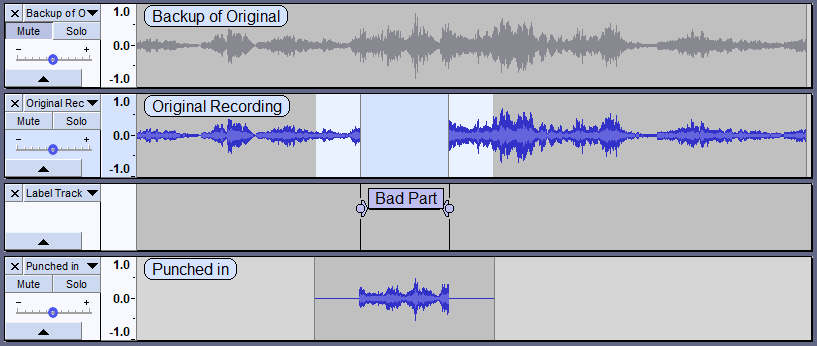 Backup of O
Backup of Original
Mute Solo
- +
1.0
0.0
-1.0
Original Rec
Original Recording
Mute Solo
- +
1.0
0.0
-1.0
Label Track
Bad Part
Punched in
Punched in
Mute Solo
- +
1.0
0.0
-1.0